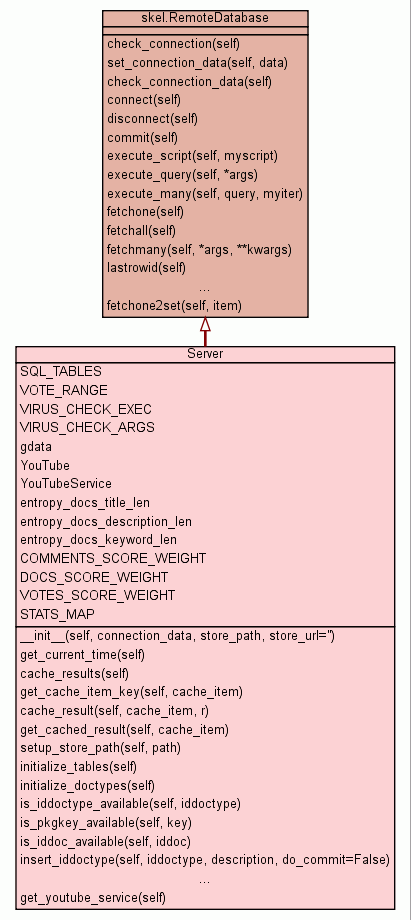 skel.RemoteDatabase
check_connection(self)
set_connection_data(self, data)
check_connection_data(self)
connect(self)
disconnect(self)
commit(self)
execute_script(self, myscript)
execute_query(self, *args)
execute_many(self, query, myiter)
fetchone(self)
fetchall(self)
fetchmany(self, *args, **kwargs)
lastrowid(self)
...
fetchone2set(self, item)
Server
SQL_TABLES
VOTE_RANGE
VIRUS_CHECK_EXEC
VIRUS_CHECK_ARGS
gdata
YouTube
YouTubeService
entropy_docs_title_len
entropy_docs_description_len
entropy_docs_keyword_len
COMMENTS_SCORE_WEIGHT
DOCS_SCORE_WEIGHT
VOTES_SCORE_WEIGHT
STATS_MAP
__init__(self, connection_data, store_path, store_url='')
get_current_time(self)
cache_results(self)
get_cache_item_key(self, cache_item)
cache_result(self, cache_item, r)
get_cached_result(self, cache_item)
setup_store_path(self, path)
initialize_tables(self)
initialize_doctypes(self)
is_iddoctype_available(self, iddoctype)
is_pkgkey_available(self, key)
is_iddoc_available(self, iddoc)
insert_iddoctype(self, iddoctype, description, do_commit=False)
...
get_youtube_service(self)